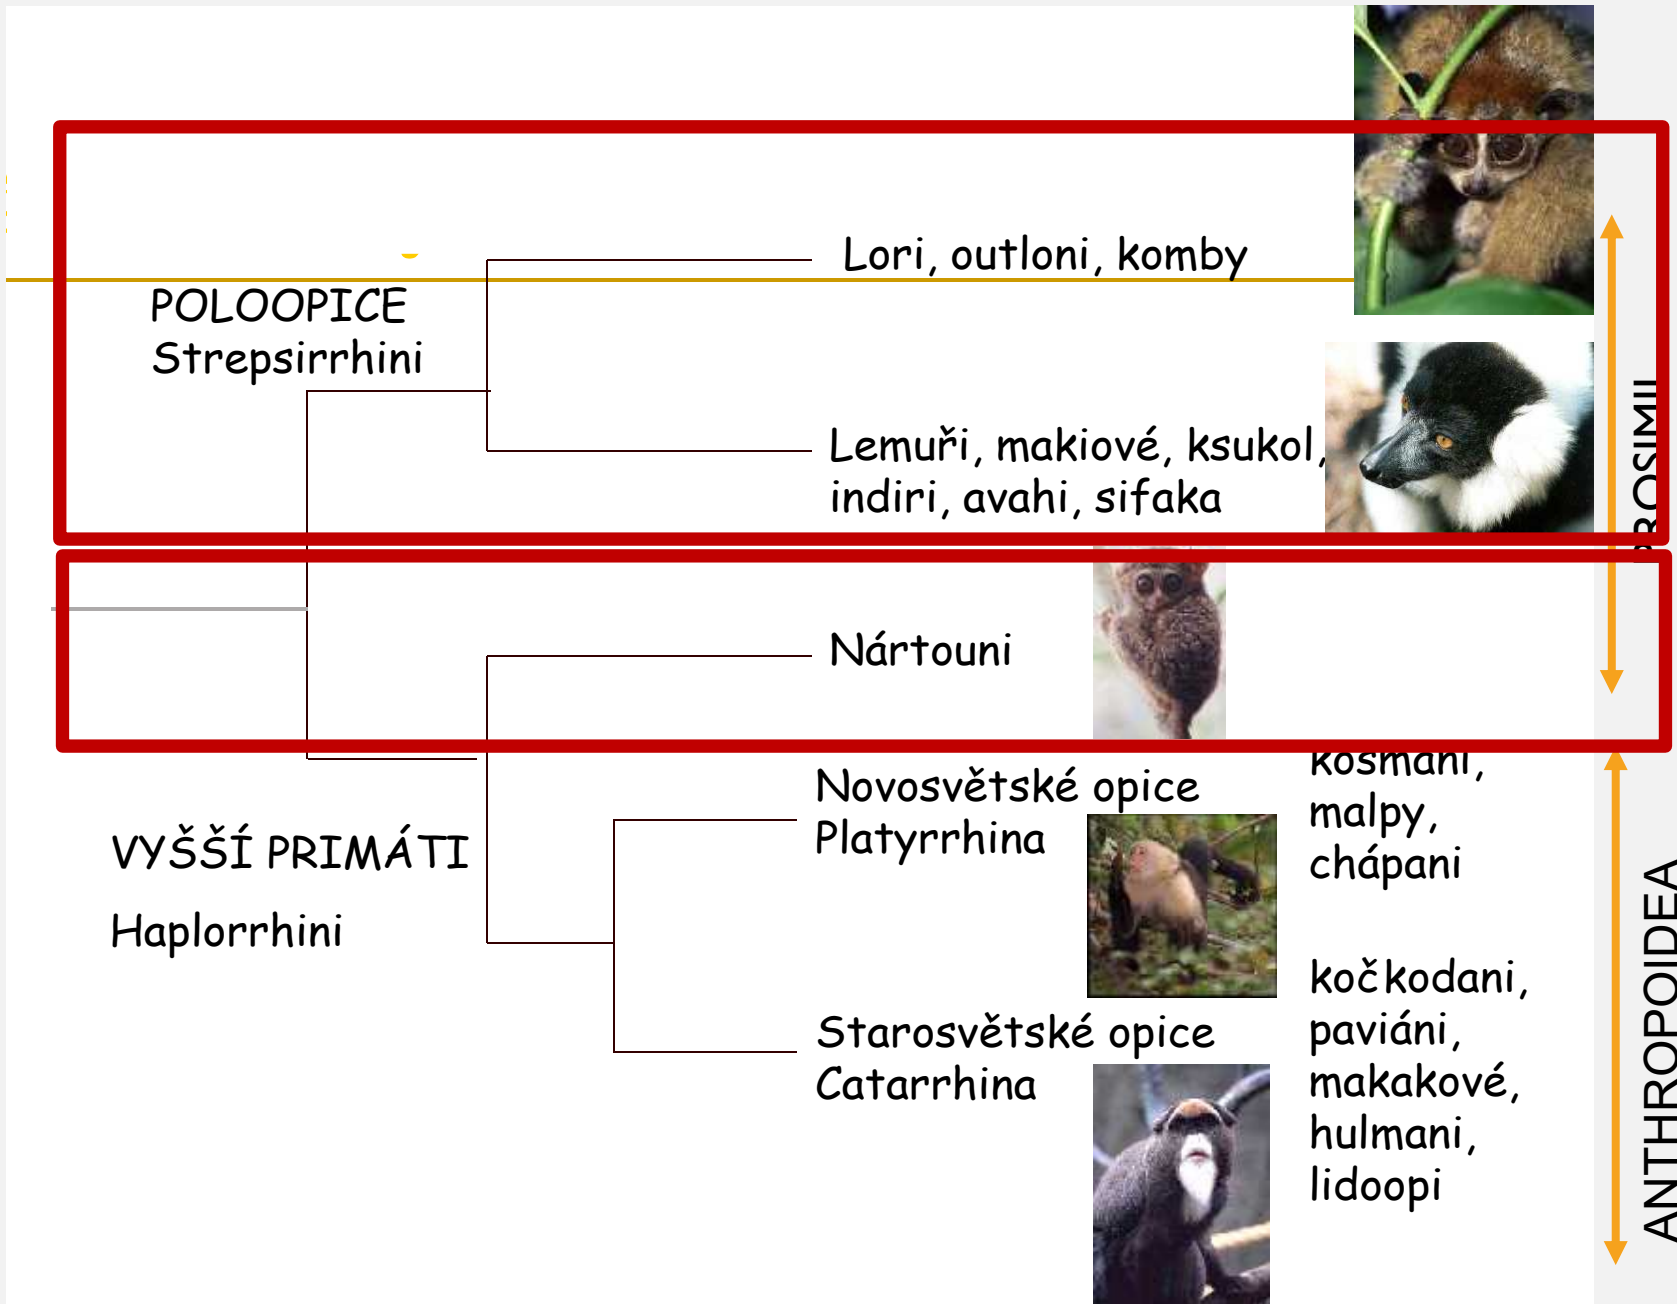 Lori, outloni, komby
POLOOPICE
Strepsirrhini
Lemuři, makiové, ksukol,
indiri, avahi, sifaka
PROSIMII
Nártouni
Novosvětské opice
Platyrrhina
kosmani,
malpy,
chápani
VYŠŠÍ PRIMÁTI
Haplorrhini
Starosvětské opice
Catarrhina
kočkodani,
paviáni,
makakové,
hulmani,
lidoopi
ANTHROPOIDEA